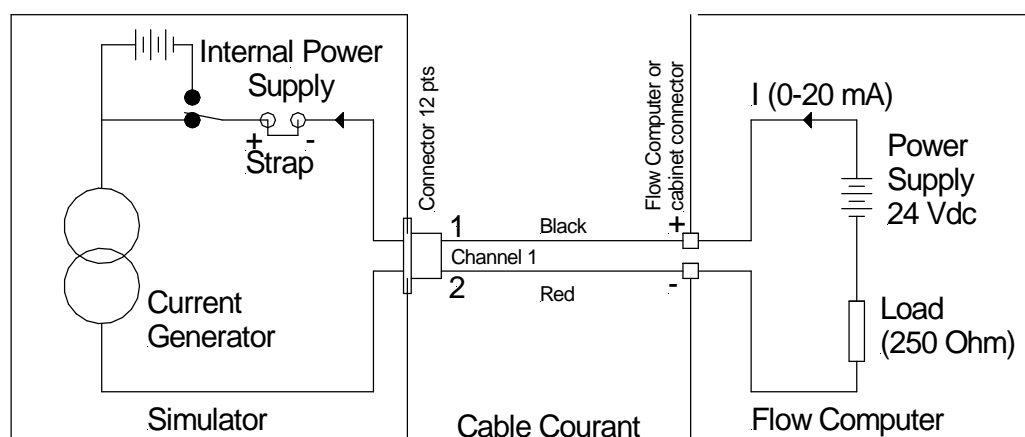 Internal Power
Supply
+
-
Strap
Current
Generator
Simulator
Connector 12 pts
1
Black
Channel 1
2
Red
Cable Courant
Flow Computer or
cabinet connector
+
-
I (0-20 mA)
Power
Supply
24 Vdc
Load
(250 Ohm)
Flow Computer